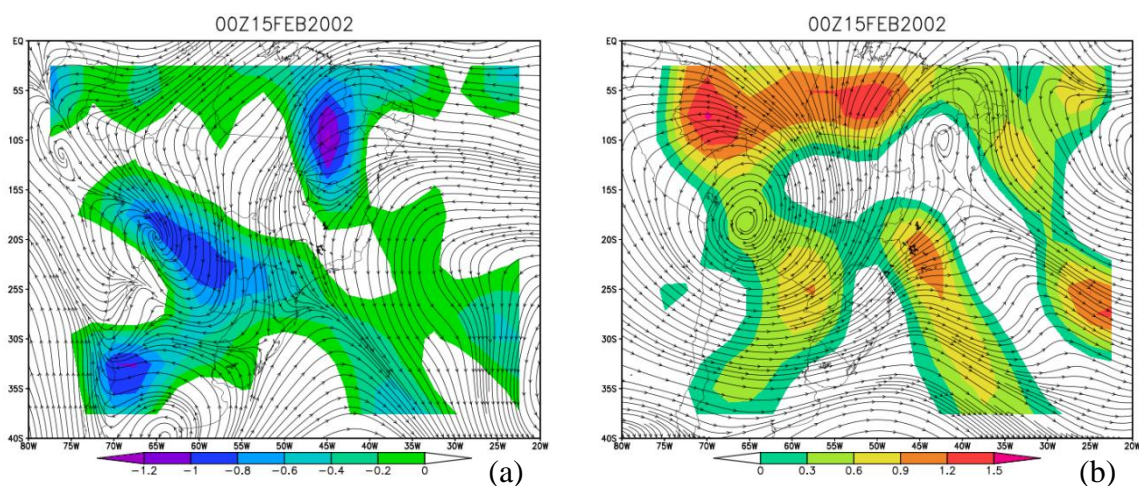 00Z15FEB2002
EQ
5S
10S
15S
20S
25S
30S
35S
40S
80W 75W 70W 65W 60W 55W 50W 45W 40W 35W 30W 25W 20W
-1.2 -1 -0.8 -0.6 -0.4 -0.2 0
(a)
00Z15FEB2002
EQ
5S
10S
15S
20S
25S
30S
35S
40S
80W 75W 70W 65W 60W 55W 50W 45W 40W 35W 30W 25W 20W
0 0.3 0.6 0.9 1.2 1.5
(b)